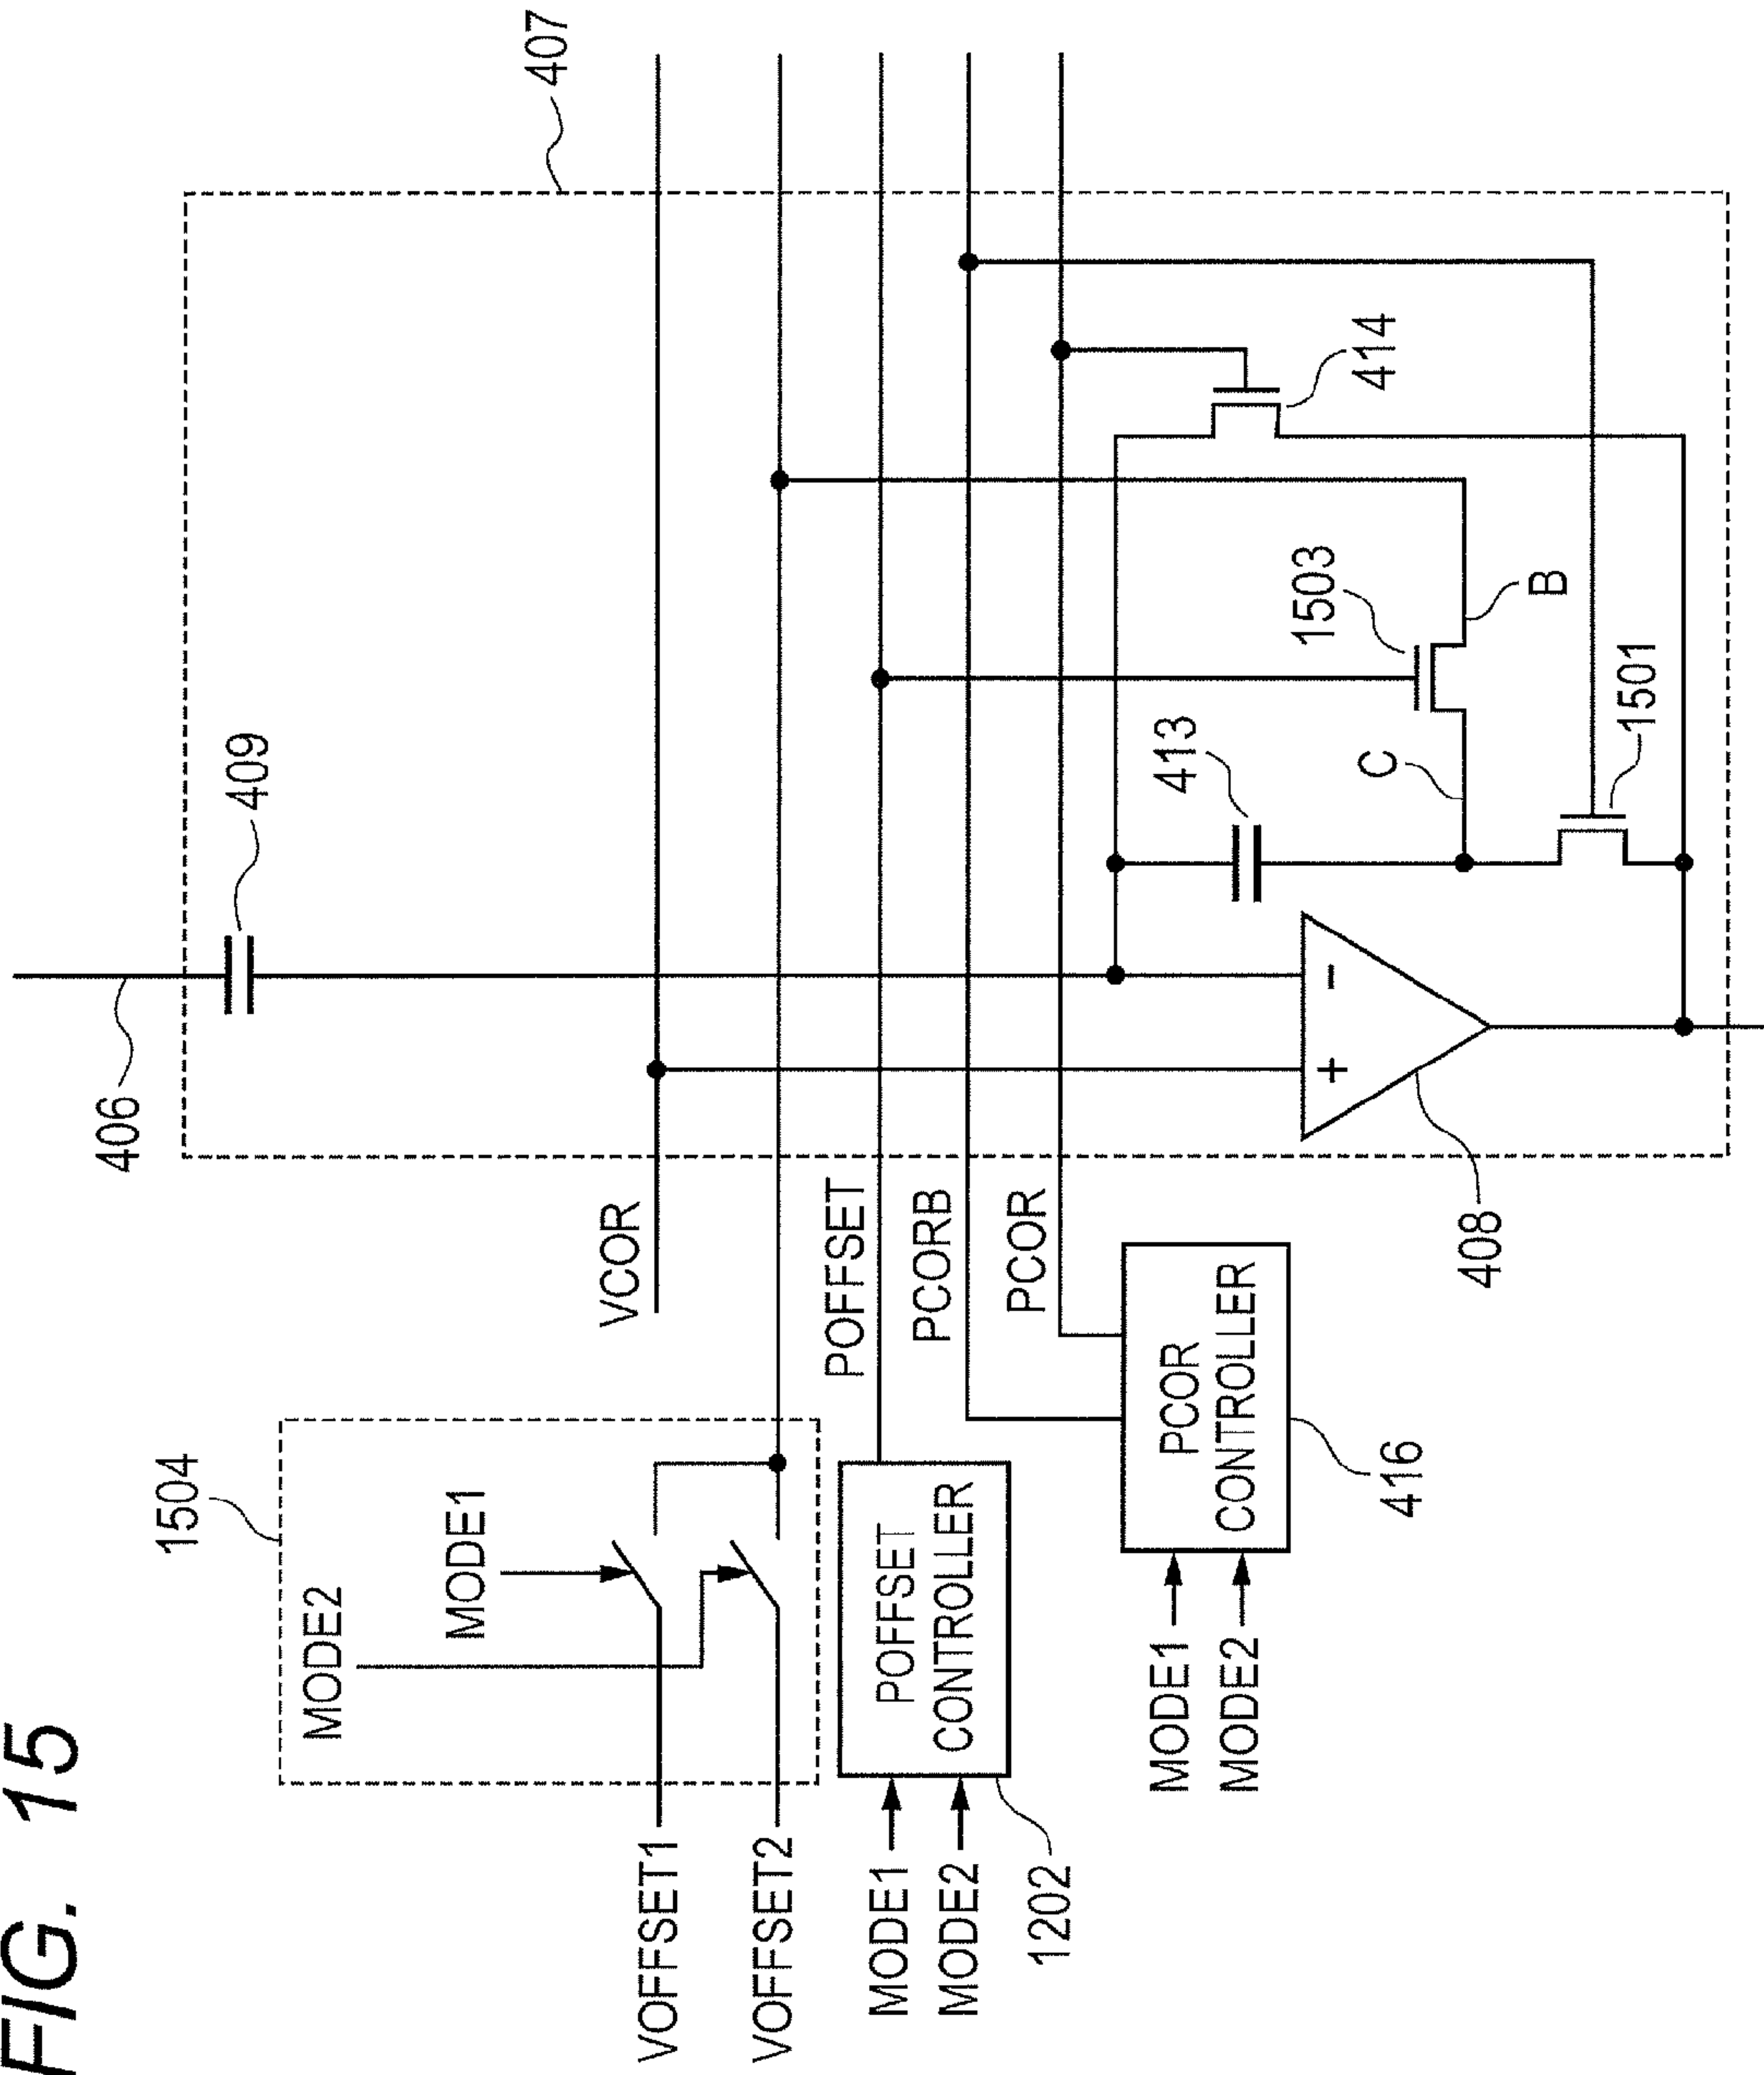 FIG. 15
406
409
407
1504
MODE2
MODE1
VOFFSET1
VOFFSET2
VCOR
POFFSET
PCORB
PCOR
MODE1
MODE2
POFFSET
CONTROLLER
1202
MODE1
MODE2
PCOR
CONTROLLER
416
+
−
408
413
C
1503
B
1501
414